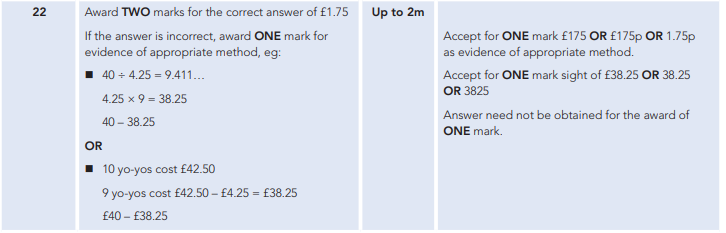 22
Award TWO marks for the correct answer of £1.75
If the answer is incorrect, award ONE mark for
evidence of appropriate method, eg:
■ 40 ÷ 4.25 = 9.411…
4.25 × 9 = 38.25
40 – 38.25
OR
■ 10 yo-yos cost £42.50
9 yo-yos cost £42.50 – £4.25 = £38.25
£40 – £38.25
Up to 2m
Accept for ONE mark £175 OR £175p OR 1.75p
as evidence of appropriate method.
Accept for ONE mark sight of £38.25 OR 38.25
OR 3825
Answer need not be obtained for the award of
ONE mark.